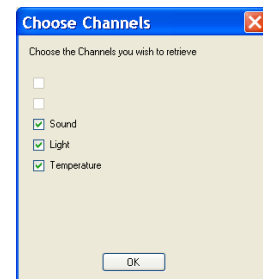 Choose Channels
Choose the Channels you wish to retrieve
Sound
Light
Temperature
OK